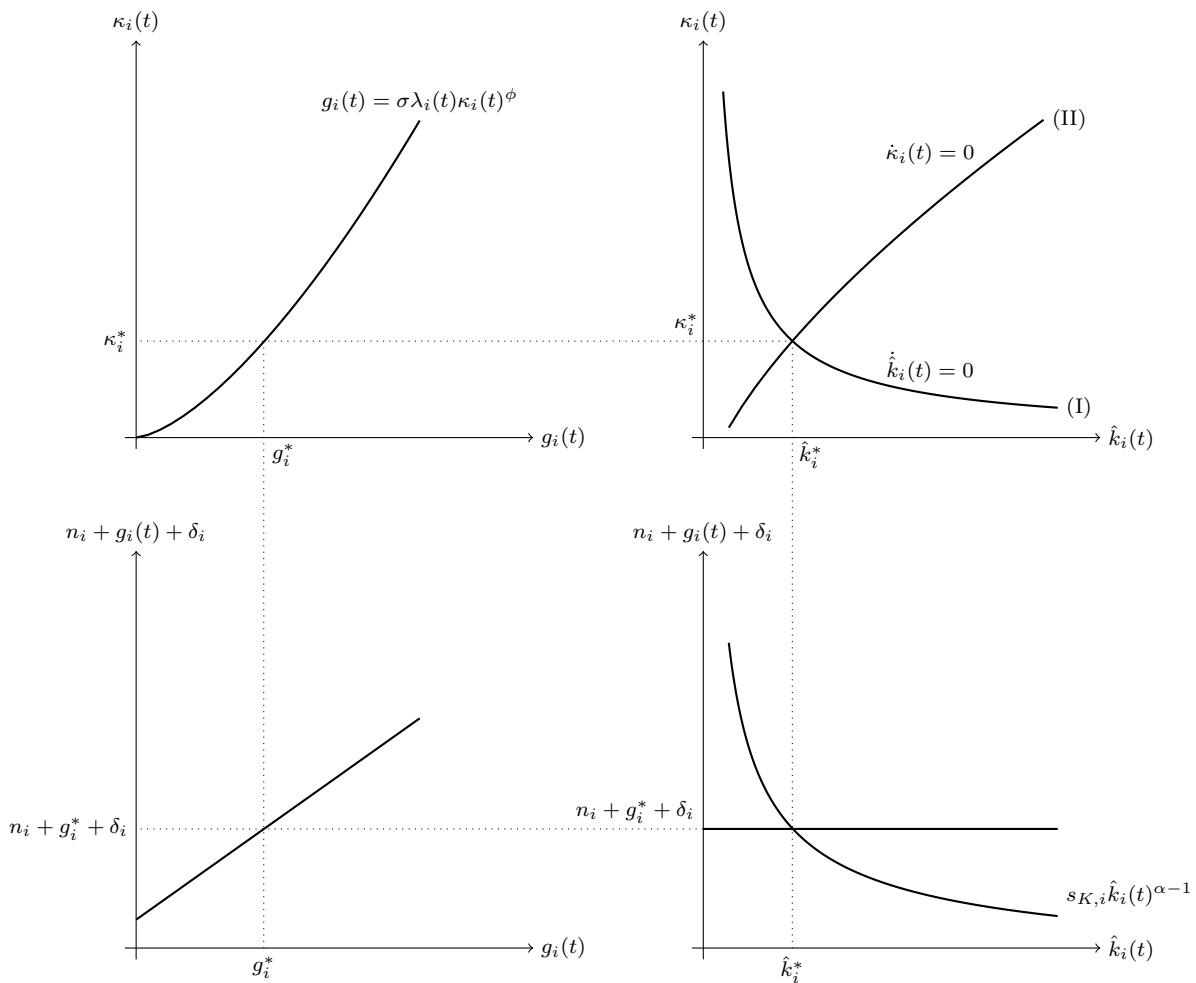 κ_i(t)
g_i(t) = σλ_i(t)κ_i(t)^ϕ
κ_i^*
g_i^*
g_i(t)
κ_i(t)
(II)
κ̇_i(t) = 0
κ_i^*
k̂̇_i(t) = 0
(I)
k̂_i^*
k̂_i(t)
n_i + g_i(t) + δ_i
n_i + g_i^* + δ_i
g_i^*
g_i(t)
n_i + g_i(t) + δ_i
n_i + g_i^* + δ_i
s_{K,i}k̂_i(t)^{α−1}
k̂_i^*
k̂_i(t)